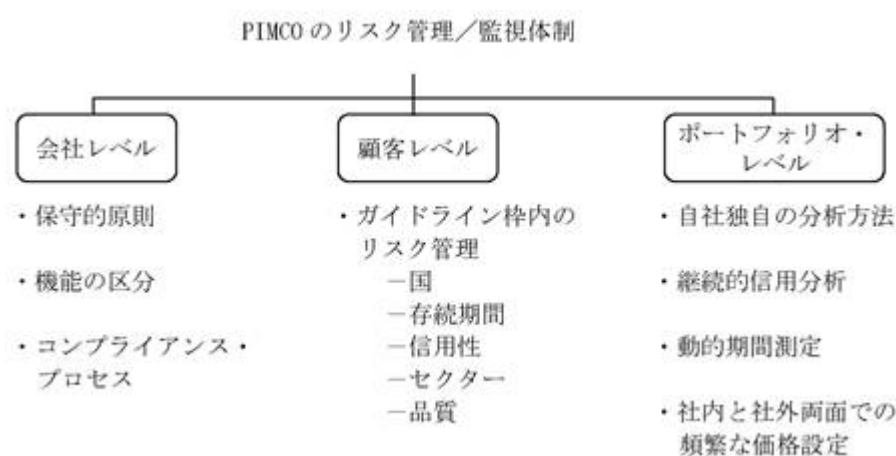 PIMCO のリスク管理／監視体制
会社レベル
・保守的原則
・機能の区分
・コンプライアンス・
プロセス
顧客レベル
・ガイドライン枠内の
リスク管理
－国
－存続期間
－信用性
－セクター
－品質
ポートフォリオ・
レベル
・自社独自の分析方法
・継続的信用分析
・動的期間測定
・社内と社外両面での
頻繁な価格設定